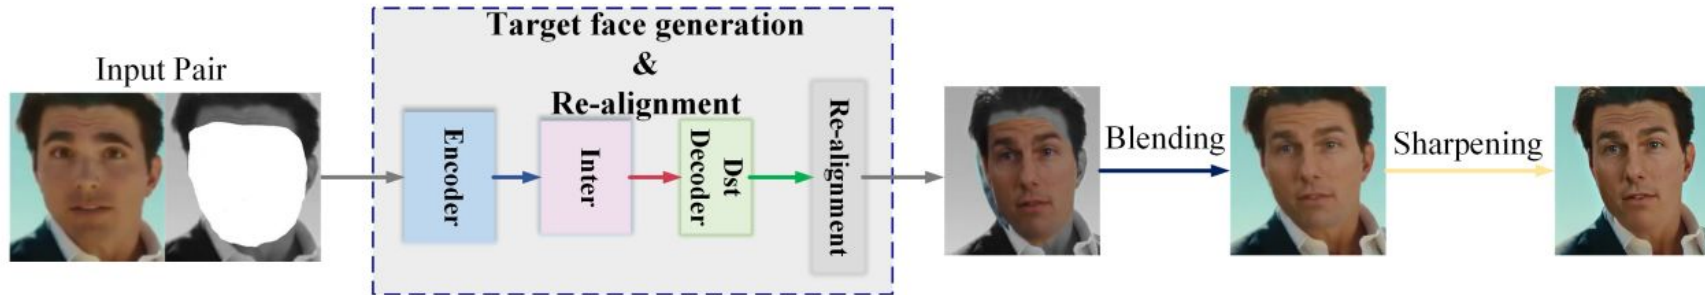 Target face generation
&
Re-alignment
Input Pair
Encoder
Inter
Dst
Decoder
Re-alignment
Blending
Sharpening